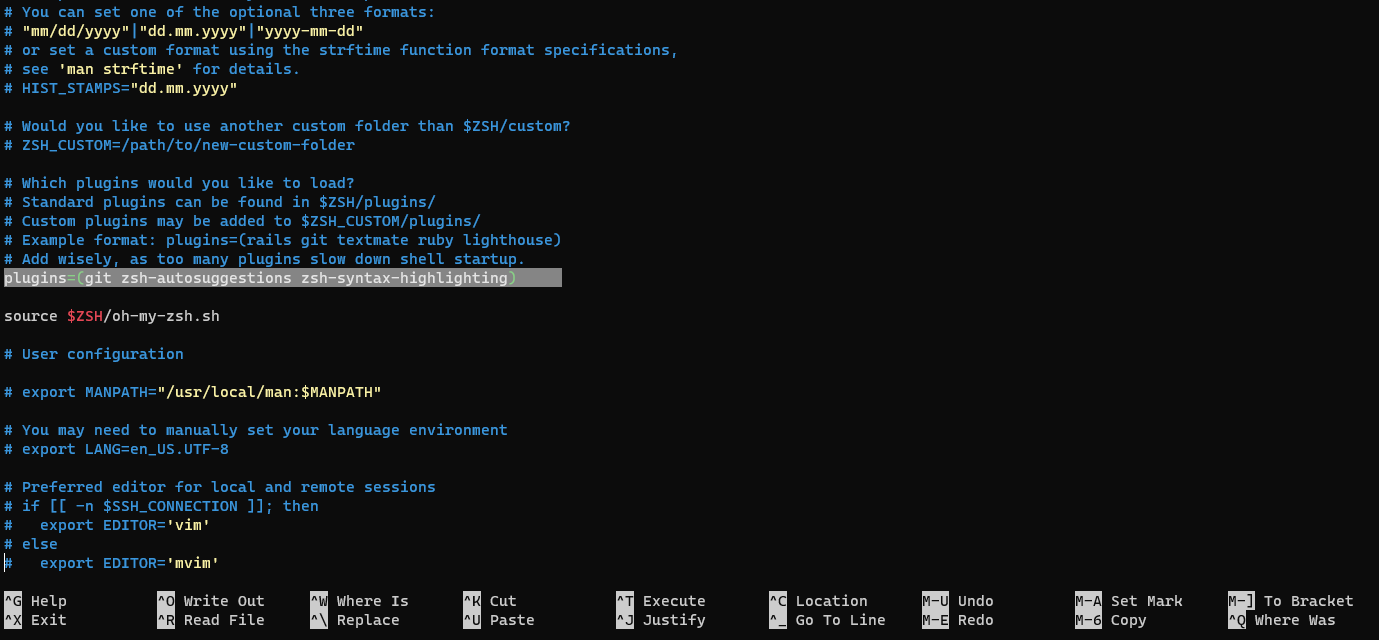 # You can set one of the optional three formats:
# "mm/dd/yyyy"|"dd.mm.yyyy"|"yyyy-mm-dd"
# or set a custom format using the strftime function format specifications,
# see 'man strftime' for details.
# HIST_STAMPS="dd.mm.yyyy"
# Would you like to use another custom folder than $ZSH/custom?
# ZSH_CUSTOM=/path/to/new-custom-folder
# Which plugins would you like to load?
# Standard plugins can be found in $ZSH/plugins/
# Custom plugins may be added to $ZSH_CUSTOM/plugins/
# Example format: plugins=(rails git textmate ruby lighthouse)
# Add wisely, as too many plugins slow down shell startup.
plugins=(git zsh-autosuggestions zsh-syntax-highlighting)
source $ZSH/oh-my-zsh.sh
# User configuration
# export MANPATH="/usr/local/man:$MANPATH"
# You may need to manually set your language environment
# export LANG=en_US.UTF-8
# Preferred editor for local and remote sessions
# if [[ -n $SSH_CONNECTION ]]; then
#   export EDITOR='vim'
# else
#   export EDITOR='mvim'
^G Help ^O Write Out ^W Where Is ^K Cut ^T Execute ^C Location M-U Undo M-A Set Mark M-] To Bracket
^X Exit ^R Read File ^\ Replace ^U Paste ^J Justify ^_ Go To Line M-E Redo M-6 Copy ^Q Where Was